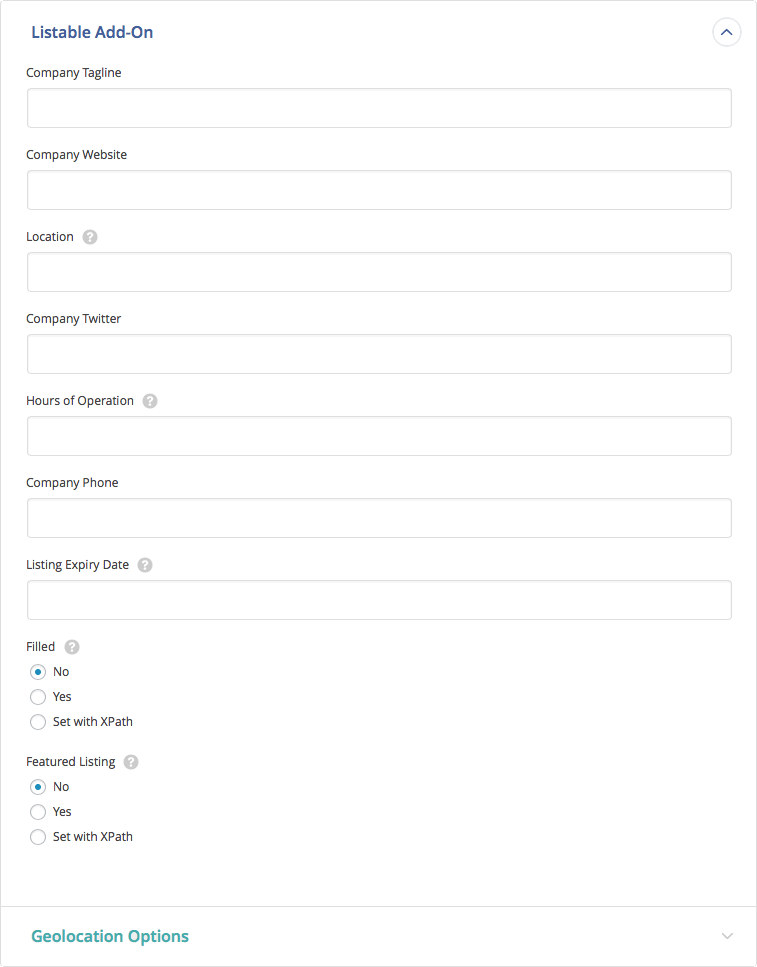 Listable Add-On
Company Tagline
Company Website
Location ?
Company Twitter
Hours of Operation ?
Company Phone
Listing Expiry Date ?
Filled ?
No
Yes
Set with XPath
Featured Listing ?
No
Yes
Set with XPath
Geolocation Options